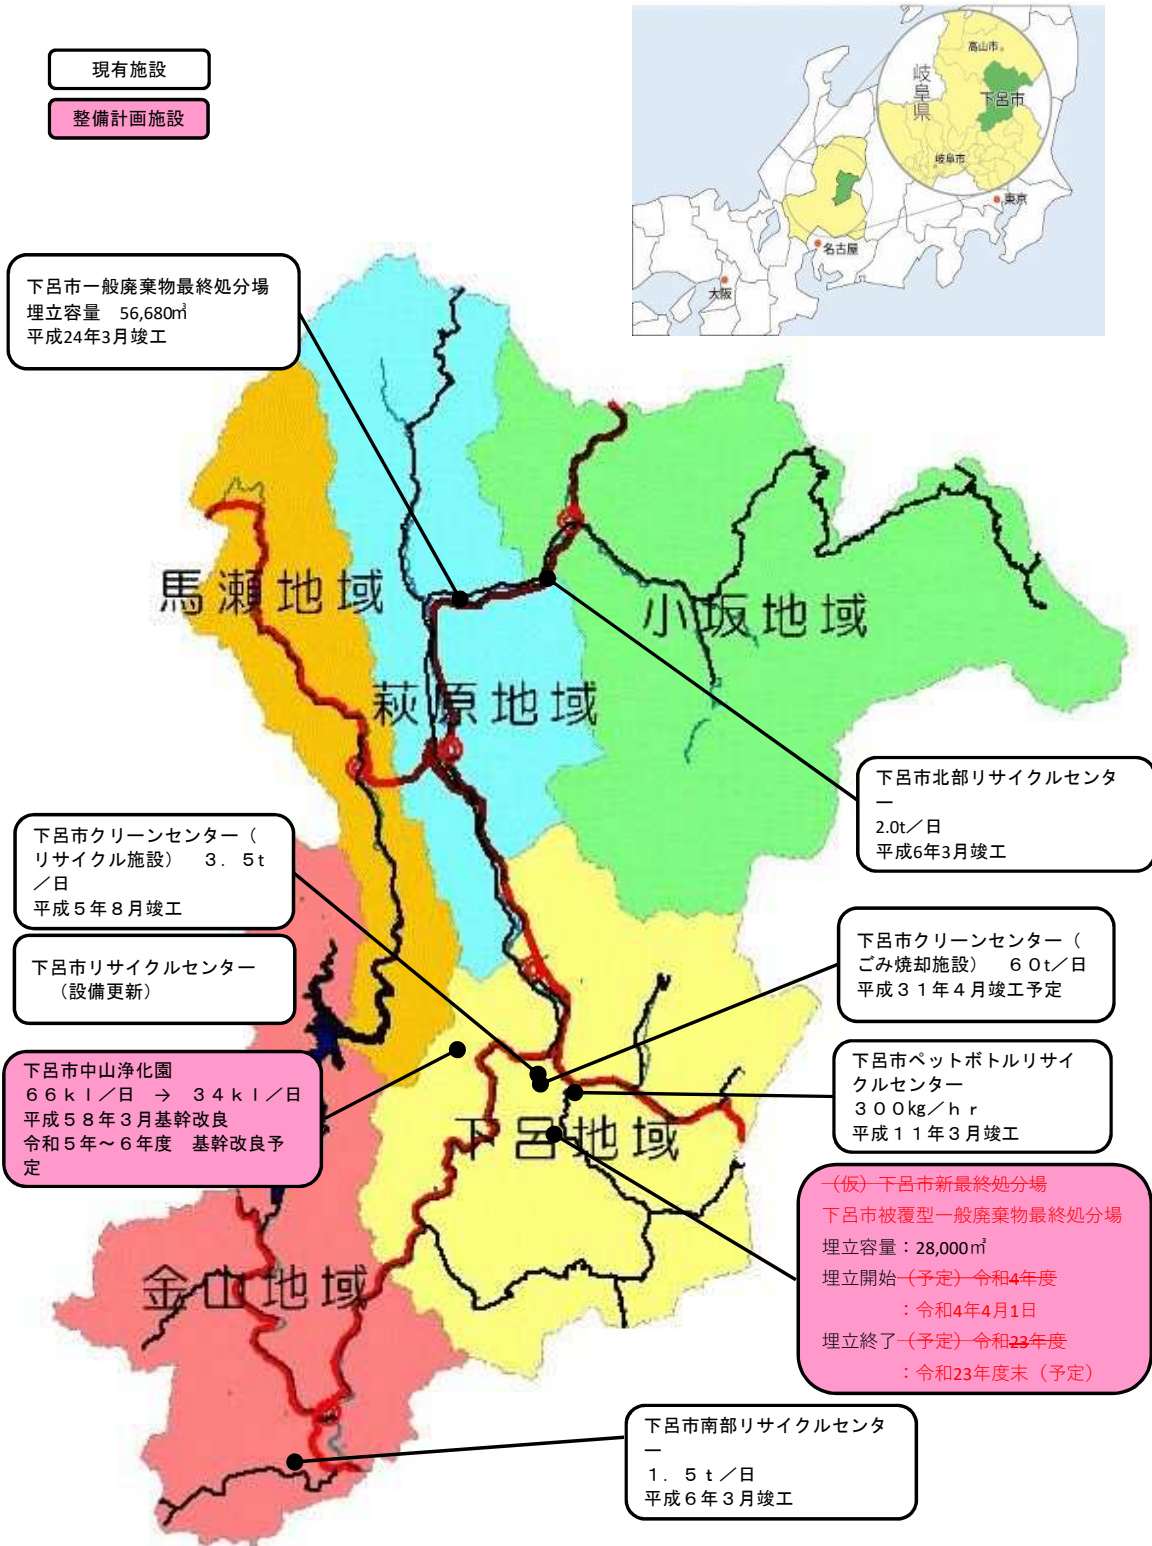 現有施設
整備計画施設
高山市
岐阜県
下呂市
岐阜市
東京
名古屋
大阪
下呂市一般廃棄物最終処分場
埋立容量　56,680㎥
平成24年3月竣工
馬瀬地域
小坂地域
萩原地域
下呂市北部リサイクルセンタ
ー
2.0t／日
平成6年3月竣工
下呂市クリーンセンター（
リサイクル施設）　３．５t
／日
平成５年８月竣工
下呂市クリーンセンター（
ごみ焼却施設）　６０t／日
平成３１年４月竣工予定
下呂市リサイクルセンター
（設備更新）
下呂市中山浄化園
６６ｋｌ／日　→　３４ｋｌ／日
平成５８年３月基幹改良
令和５年～６年度　基幹改良予
定
下呂市ペットボトルリサイ
クルセンター
３００㎏／ｈｒ
平成１１年３月竣工
下呂地域
（仮）下呂市新最終処分場
下呂市被覆型一般廃棄物最終処分場
埋立容量：28,000㎥
埋立開始（予定）令和4年度
：令和4年4月1日
埋立終了（予定）令和23年度
：令和23年度末（予定）
金山地域
下呂市南部リサイクルセンタ
ー
１．５ｔ／日
平成６年３月竣工